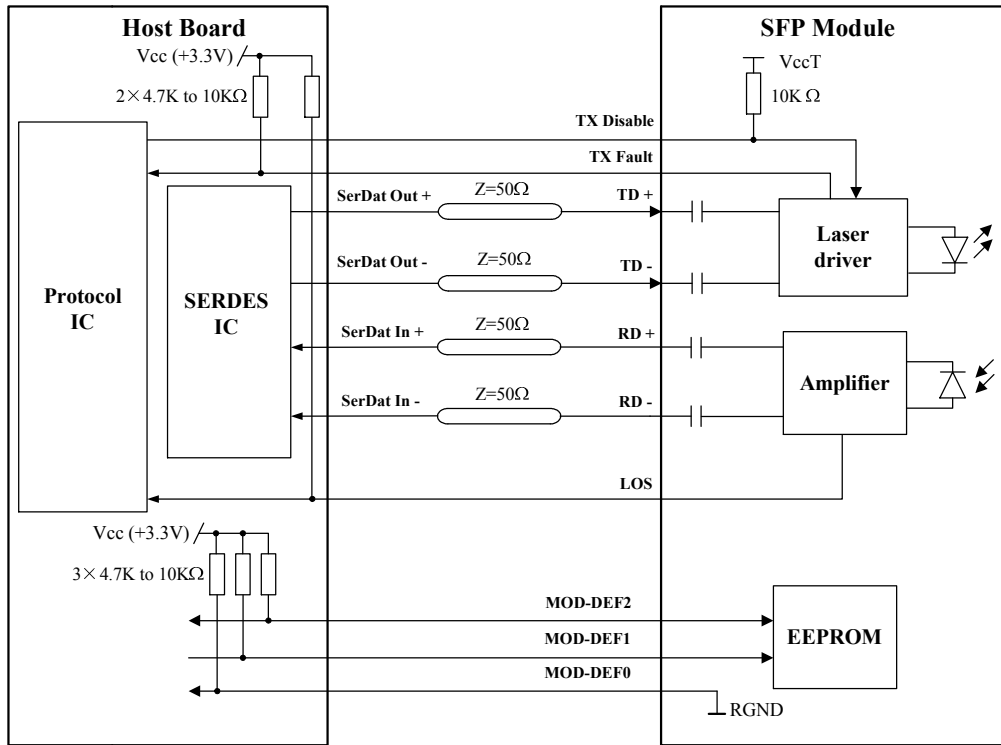 Host Board
SFP Module
Vcc (+3.3V)
VccT
2×4.7K to 10KΩ
10K Ω
TX Disable
TX Fault
SerDat Out +
Z=50Ω
TD +
Laser
driver
SerDat Out -
Z=50Ω
TD -
Protocol
IC
SERDES
IC
SerDat In +
Z=50Ω
RD +
Amplifier
SerDat In -
Z=50Ω
RD -
LOS
Vcc (+3.3V)
3×4.7K to 10KΩ
MOD-DEF2
EEPROM
MOD-DEF1
MOD-DEF0
RGND